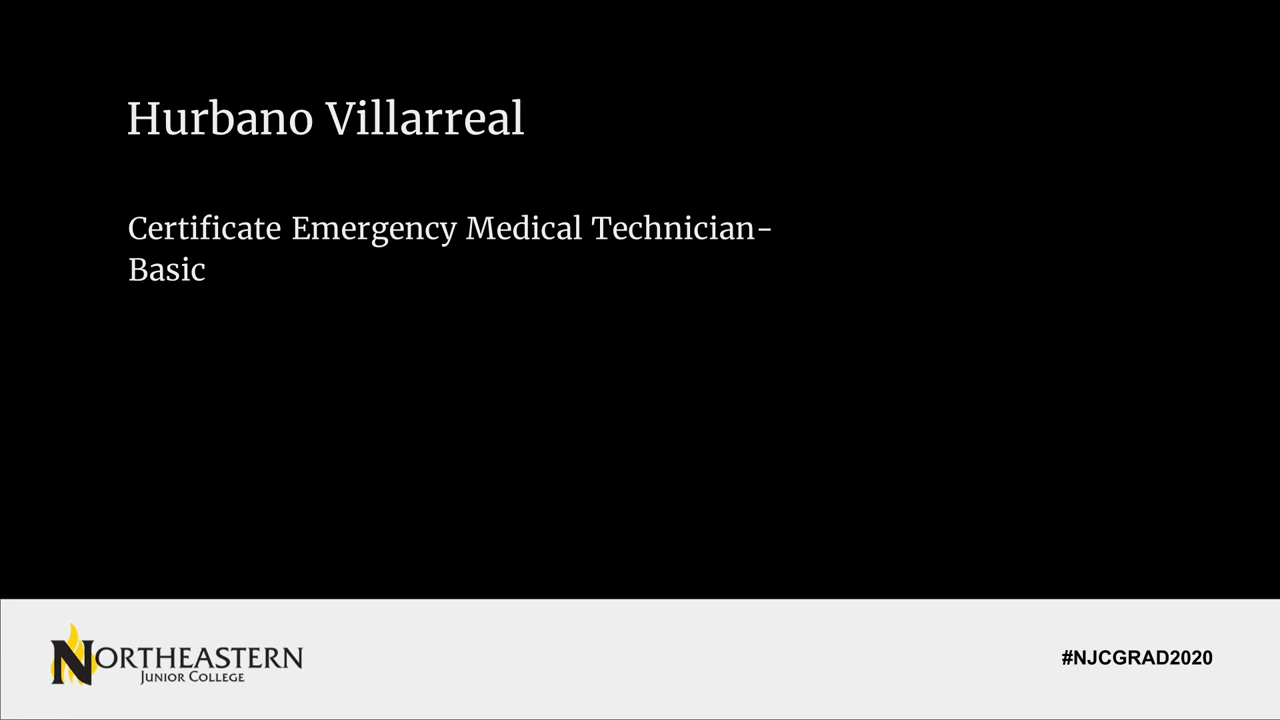 Hurbano Villarreal
Certificate Emergency Medical Technician-
Basic
NORTHEASTERN
JUNIOR COLLEGE
#NJCGRAD2020